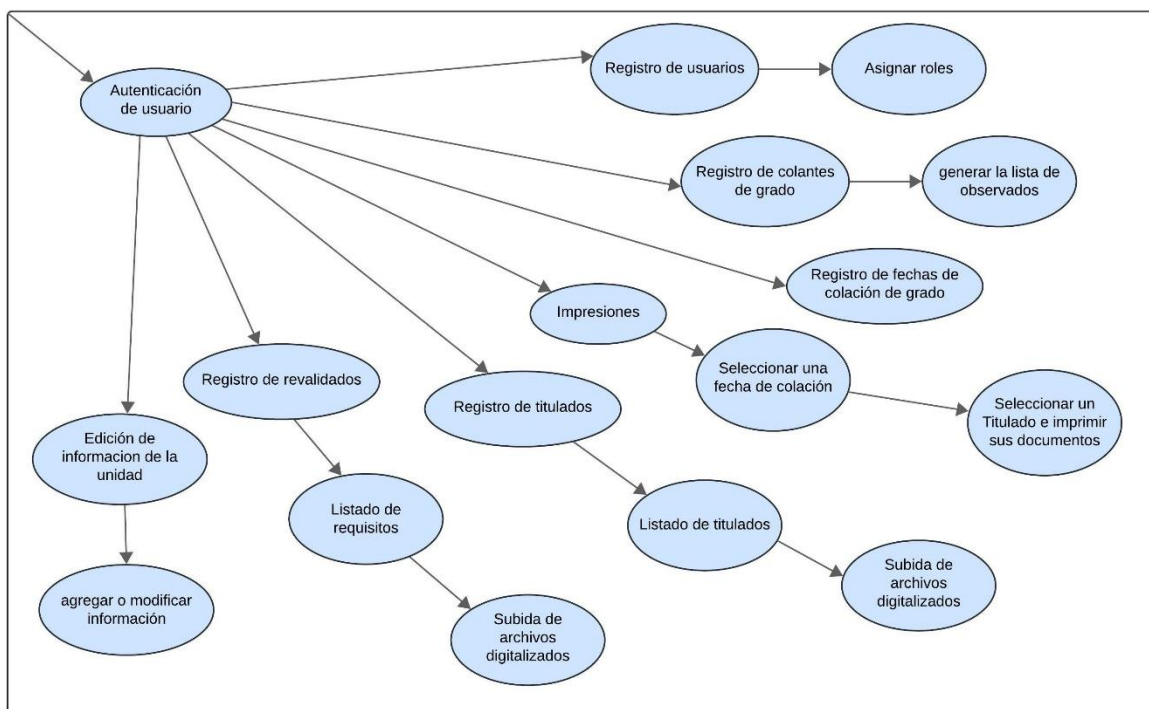 Autenticación
de usuario
Registro de usuarios
Asignar roles
Registro de colantes
de grado
generar la lista de
observados
Registro de fechas de
colación de grado
Impresiones
Seleccionar una
fecha de colación
Seleccionar un
Titulado e imprimir
sus documentos
Registro de revalidados
Registro de titulados
Edición de
informacion de la
unidad
Listado de
requisitos
Listado de titulados
Subida de
archivos
digitalizados
agregar o modificar
información
Subida de
archivos
digitalizados